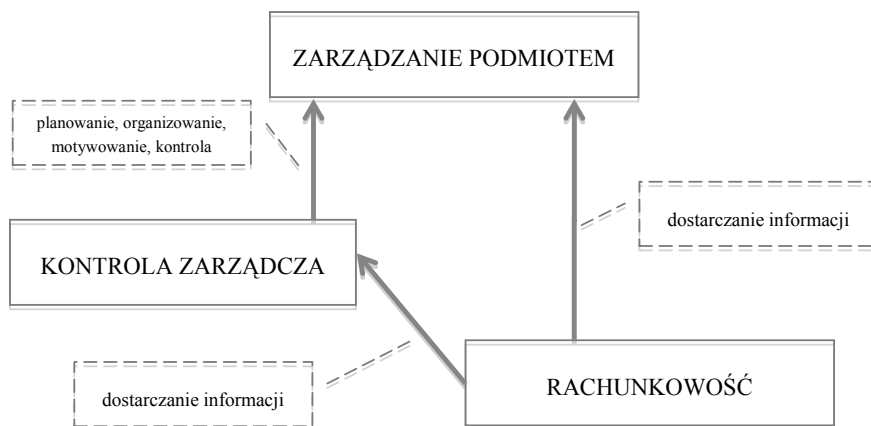 ZARZĄDZANIE PODMIOTEM
planowanie, organizowanie,
motywowanie, kontrola
dostarczanie informacji
KONTROLA ZARZĄDCZA
dostarczanie informacji
RACHUNKOWOŚĆ